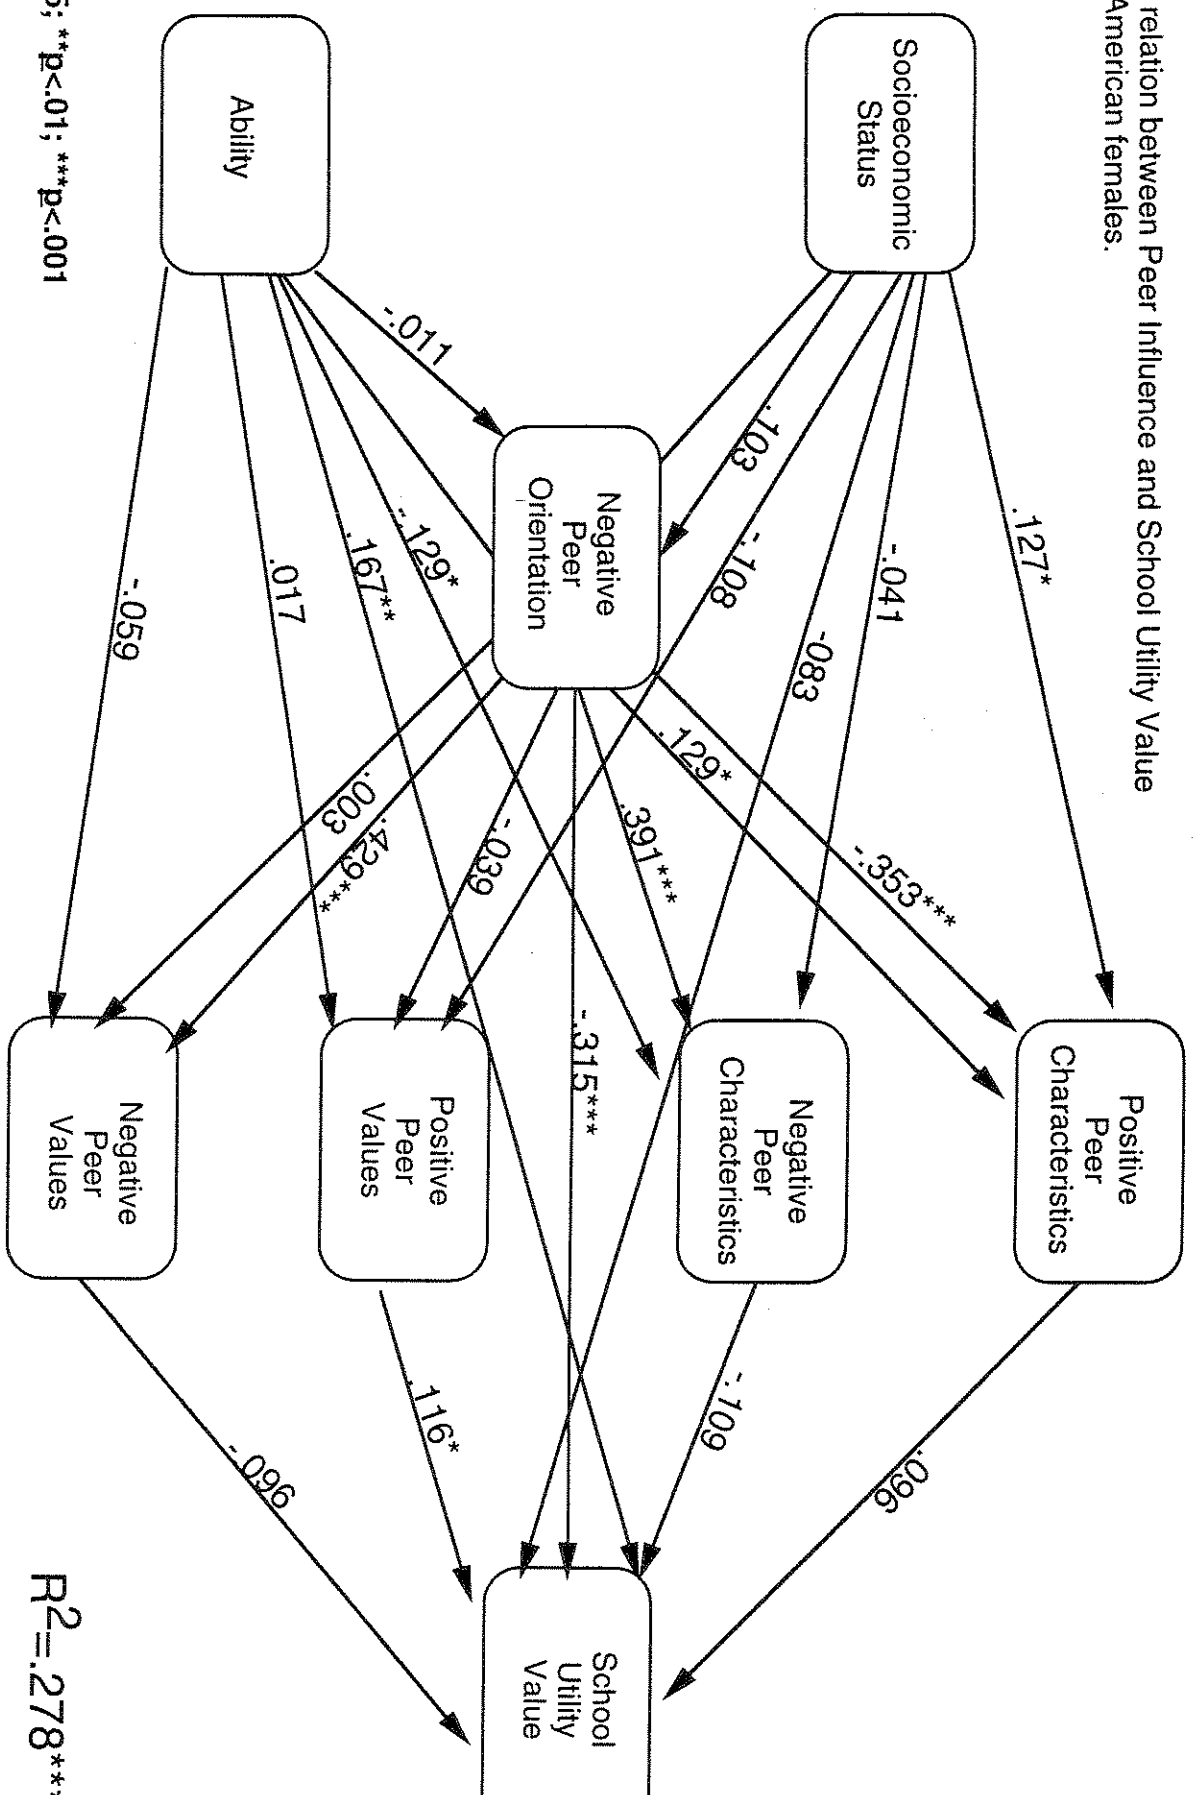 relation between Peer Influence and School Utility Value
American females.
Socioeconomic
Status
Ability
Negative
Peer
Orientation
Positive
Peer
Characteristics
Negative
Peer
Characteristics
Positive
Peer
Values
Negative
Peer
Values
School
Utility
Value
.127*
-.041
-083
-.108
.103
-.011
-.129*
.167**
.017
-.059
-.353***
.129*
.391***
-.315***
-.039
.429***
.003
.096
-.109
.116*
-.096
**p<.01; ***p<.001
R2=.278***